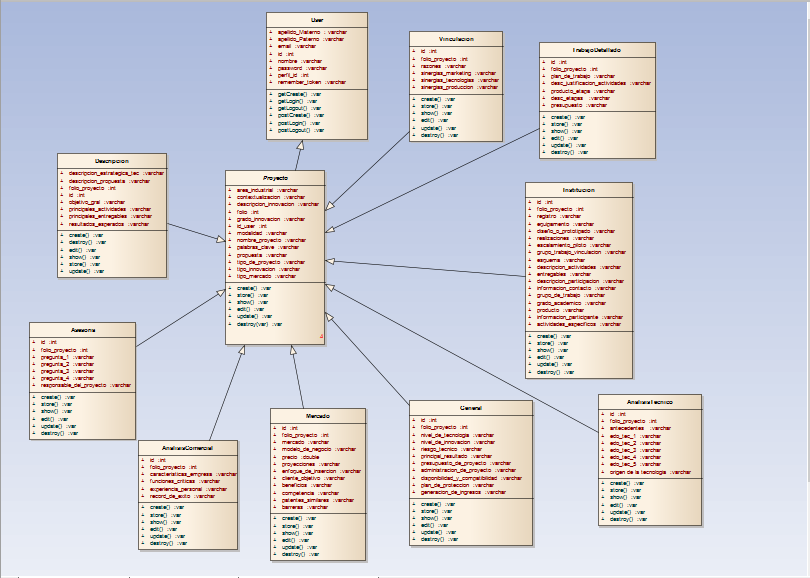 User
+ apellido_Materno : varchar
+ apellido_Paterno :varchar
+ email :varchar
+ id :int
+ nombre :varchar
+ password :varchar
+ perfil_id :int
+ remember_token :varchar
+ getCreate() :var
+ getLogin() :var
+ getLogout() :var
+ postCreate() :var
+ postLogin() :var
+ postLogout() :var
Vinculacion
+ id :int
+ folio_proyecto :int
+ razones :varchar
+ sinergias_marketing :varchar
+ sinergias_tecnologias :varchar
+ sinergias_produccion :varchar
+ create() :var
+ store() :var
+ show() :var
+ edit() :var
+ update() :var
+ destroy() :var
TrabajoDetallado
+ id :int
+ folio_proyecto :int
+ plan_de_trabajo :varchar
+ desc_justificacion_actividades :varchar
+ producto_etapa :varchar
+ desc_etapas :varchar
+ presupuesto :varchar
+ create() :var
+ store() :var
+ show() :var
+ edit() :var
+ update() :var
+ destroy() :var
Descripcion
+ descripcion_estrategica_tec :varchar
+ descripcion_propuesta :varchar
+ folio_proyecto :int
+ id :int
+ objetivo_gral :varchar
+ principales_actividades :varchar
+ principales_entregables :varchar
+ resultados_esperados :varchar
+ create() :var
+ destroy() :var
+ edit() :var
+ show() :var
+ store() :var
+ update() :var
Proyecto
+ area_industrial :varchar
+ contextualizacion :varchar
+ descripcion_innovacion :varchar
+ folio :int
+ grado_innovacion :varchar
+ id_user :int
+ modalidad :varchar
+ nombre_proyecto :varchar
+ palabras_clave :varchar
+ propuesta :varchar
+ tipo_de_proyecto :varchar
+ tipo_innovacion :varchar
+ tipo_mercado :varchar
+ create() :var
+ store() :var
+ show() :var
+ edit() :var
+ update() :var
+ destroy(var) :var
Institucion
+ id :int
+ folio_proyecto :int
+ registro :varchar
+ equipamento :varchar
+ diseño_o_prototipado :varchar
+ realizaciones :varchar
+ escalamiento_piloto :varchar
+ grupo_trabajo_vinculacion :varchar
+ esquema :varchar
+ descripcion_actividades :varchar
+ entregables :varchar
+ descripcion_participacion :varchar
+ informacion_contacto :varchar
+ grupo_de_trabajo :varchar
+ grado_academico :varchar
+ producto :varchar
+ informacion_participante :varchar
+ actividades_especificos :varchar
+ create() :var
+ store() :var
+ show() :var
+ edit() :var
+ update() :var
+ destroy() :var
Asesoria
+ id :int
+ folio_proyecto :int
+ pregunta_1 :varchar
+ pregunta_2 :varchar
+ pregunta_3 :varchar
+ pregunta_4 :varchar
+ responsable_del_proyecto :varchar
+ create() :var
+ store() :var
+ show() :var
+ edit() :var
+ update() :var
+ destroy() :var
AnalisisComercial
+ id :int
+ folio_proyecto :int
+ caracteristicas_empresa :varchar
+ funciones_criticas :varchar
+ experiencia_personal :varchar
+ record_de_exito :varchar
+ create() :var
+ store() :var
+ show() :var
+ edit() :var
+ update() :var
+ destroy() :var
Mercado
+ id :int
+ folio_proyecto :int
+ mercado :varchar
+ modelo_de_negocio :varchar
+ precio :double
+ proyecciones :varchar
+ enfoque_de_insercion :varchar
+ cliente_objetivo :varchar
+ beneficios :varchar
+ competencia :varchar
+ patentes_similares :varchar
+ barreras :varchar
+ create() :var
+ store() :var
+ show() :var
+ edit() :var
+ update() :var
+ destroy() :var
General
+ id :int
+ folio_proyecto :int
+ nivel_de_tecnologia :varchar
+ nivel_de_innovacion :varchar
+ riesgo_tecnico :varchar
+ principal_resultado :varchar
+ presupuesto_de_proyecto :varchar
+ administracion_de_proyecto :varchar
+ disponibilidad_y_compatibilidad :varchar
+ plan_de_proteccion :varchar
+ generacion_de_ingresos :varchar
+ create() :var
+ store() :var
+ show() :var
+ edit() :var
+ update() :var
+ destroy() :var
AnalisisTecnico
+ id :int
+ folio_proyecto :int
+ antecedentes :varchar
+ edo_tec_1 :varchar
+ edo_tec_2 :varchar
+ edo_tec_3 :varchar
+ edo_tec_4 :varchar
+ edo_tec_5 :varchar
+ origen de la tecnologia :varchar
+ create() :var
+ store() :var
+ show() :var
+ edit() :var
+ update() :var
+ destroy() :var